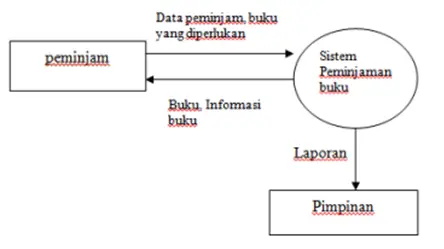 Data peminjam, buku
yang diperlukan
peminjam
Sistem
Peminjaman
buku
Buku, Informasi
buku
Laporan
Pimpinan